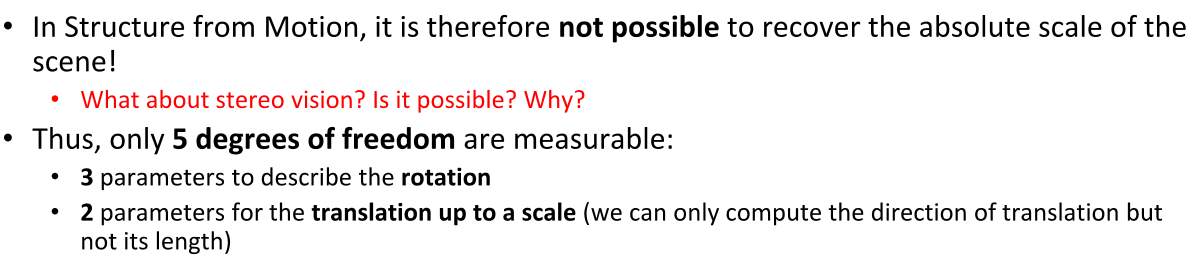 • In Structure from Motion, it is therefore not possible to recover the absolute scale of the
scene!
• What about stereo vision? Is it possible? Why?
• Thus, only 5 degrees of freedom are measurable:
• 3 parameters to describe the rotation
• 2 parameters for the translation up to a scale (we can only compute the direction of translation but
not its length)